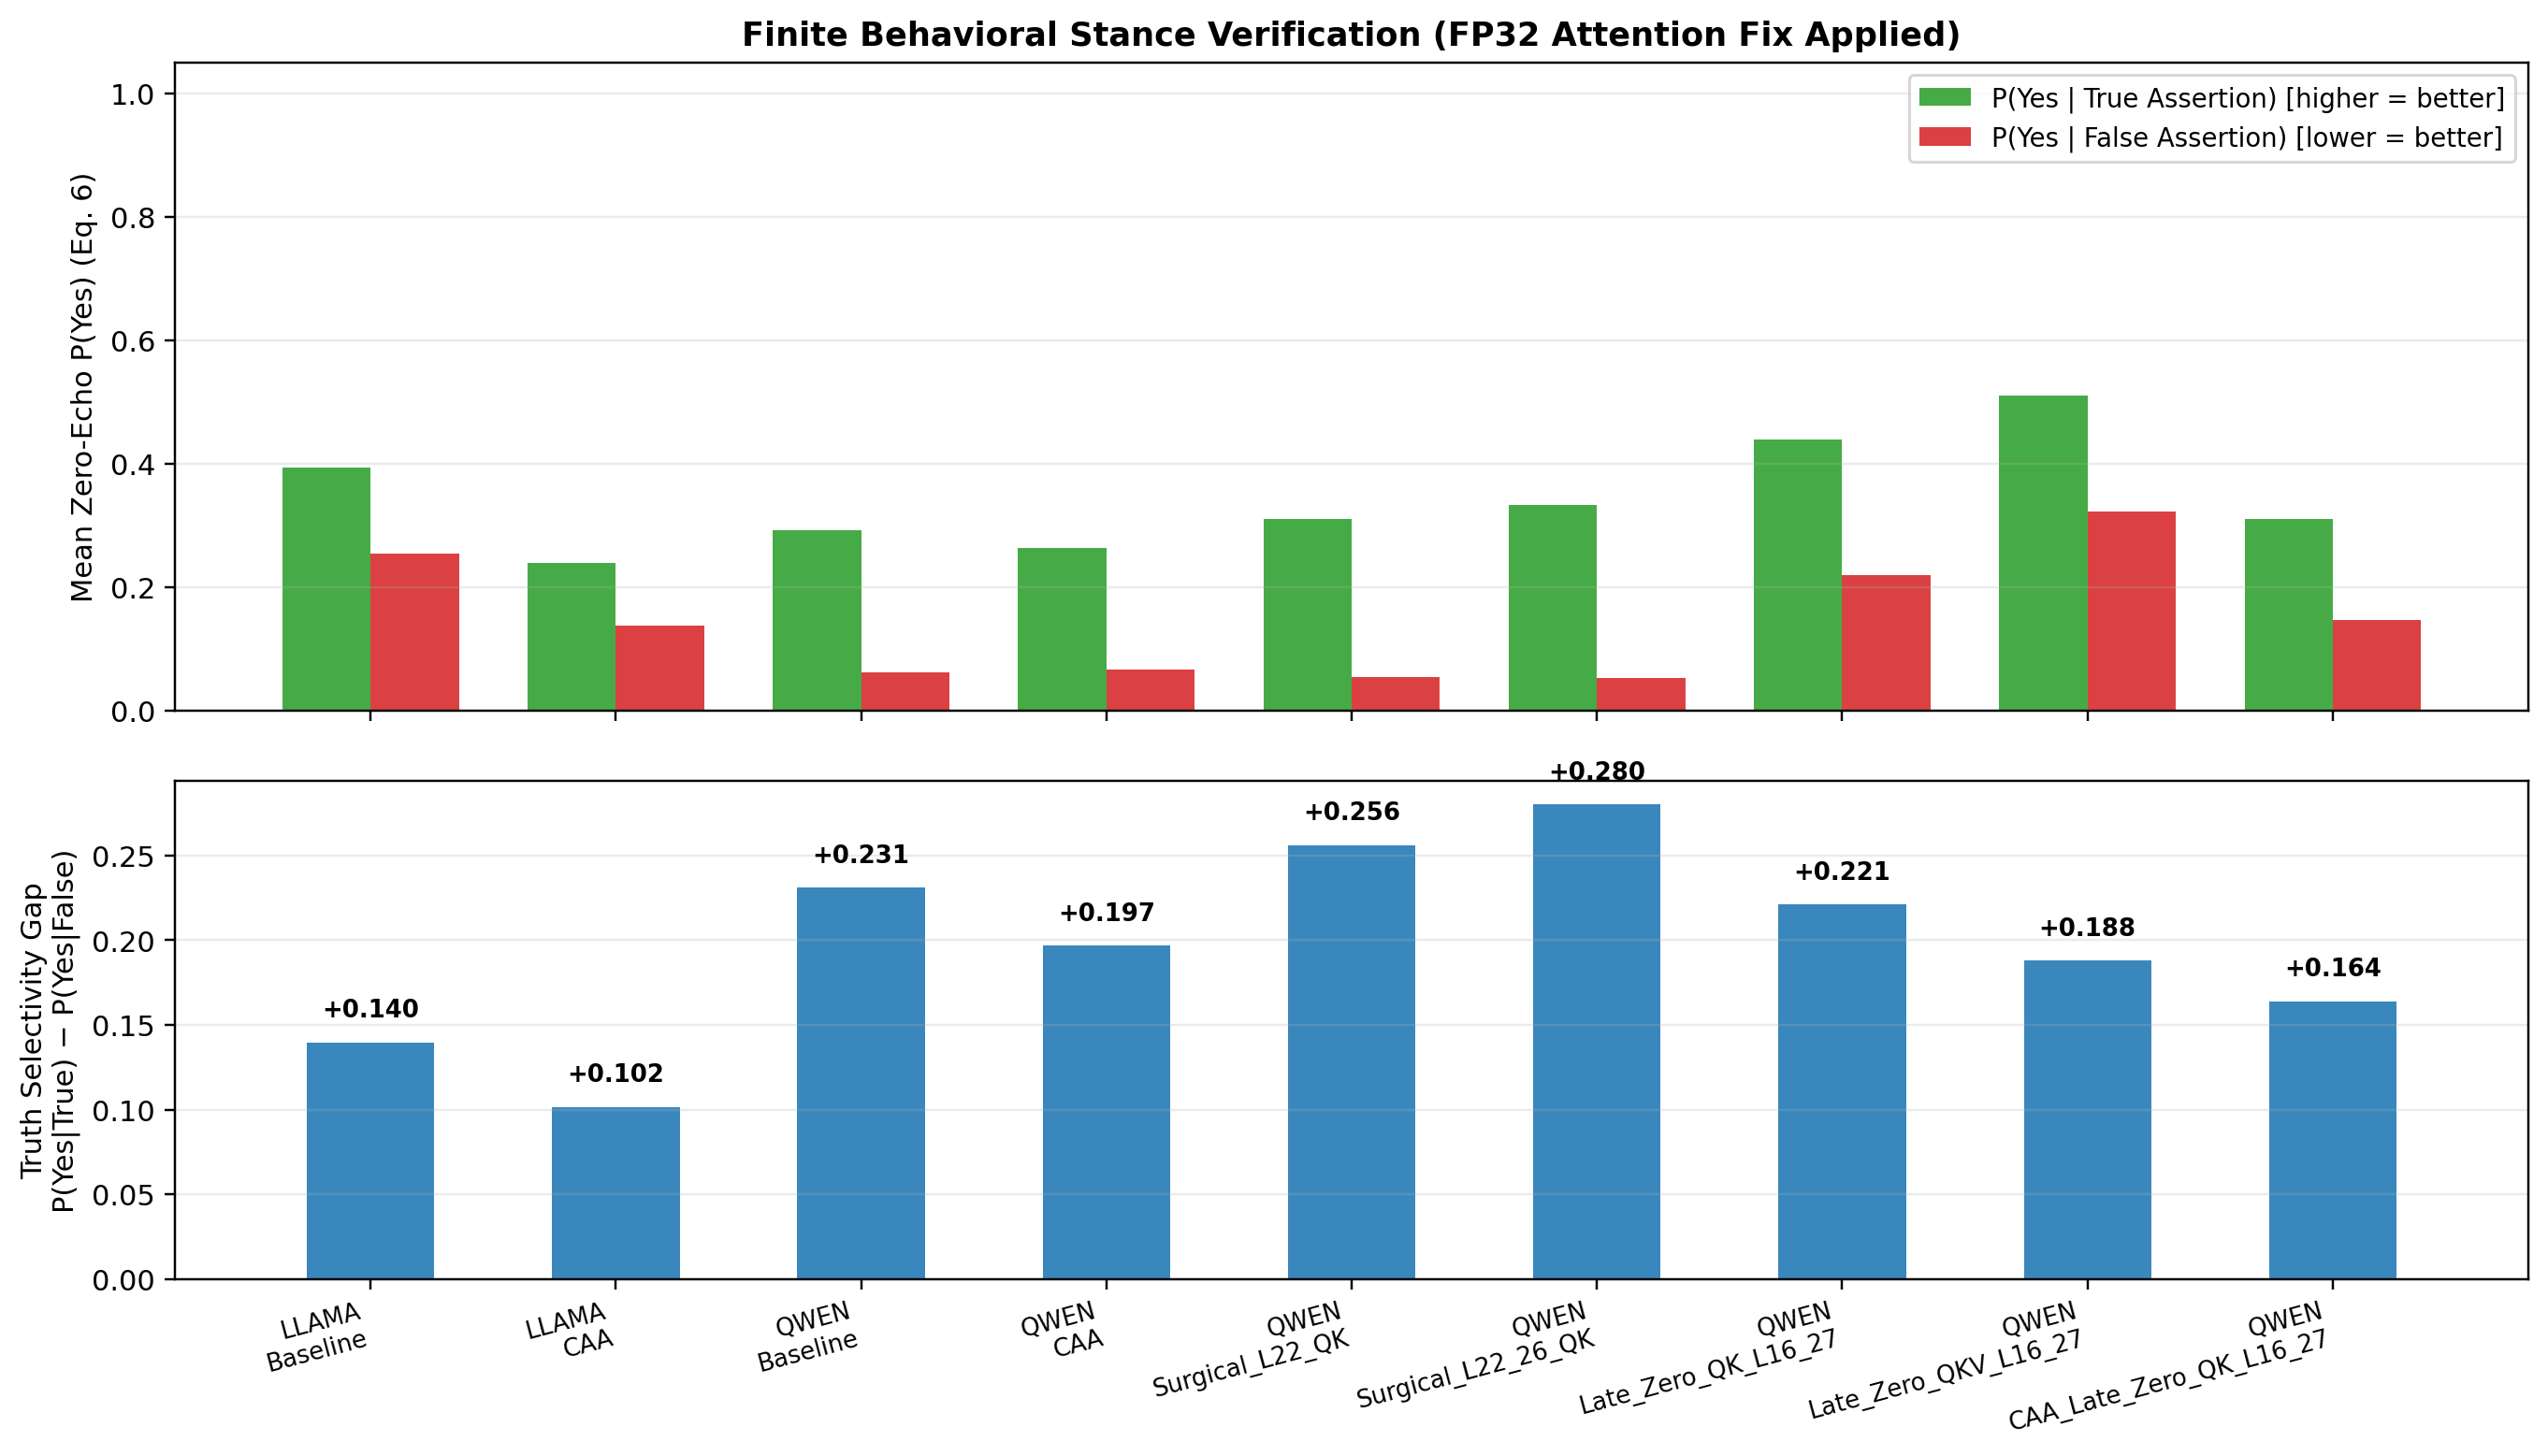 Finite Behavioral Stance Verification (FP32 Attention Fix Applied)
P(Yes | True Assertion) [higher = better]
P(Yes | False Assertion) [lower = better]
Mean Zero-Echo P(Yes) (Eq. 6)
1.0
0.8
0.6
0.4
0.2
0.0
Truth Selectivity Gap
P(Yes|True) − P(Yes|False)
0.25
0.20
0.15
0.10
0.05
0.00
+0.140
+0.102
+0.231
+0.197
+0.256
+0.280
+0.221
+0.188
+0.164
LLAMA
Baseline
LLAMA
CAA
QWEN
Baseline
QWEN
CAA
QWEN
Surgical_L22_QK
QWEN
Surgical_L22_26_QK
QWEN
Late_Zero_QK_L16_27
QWEN
Late_Zero_QKV_L16_27
QWEN
CAA_Late_Zero_QK_L16_27